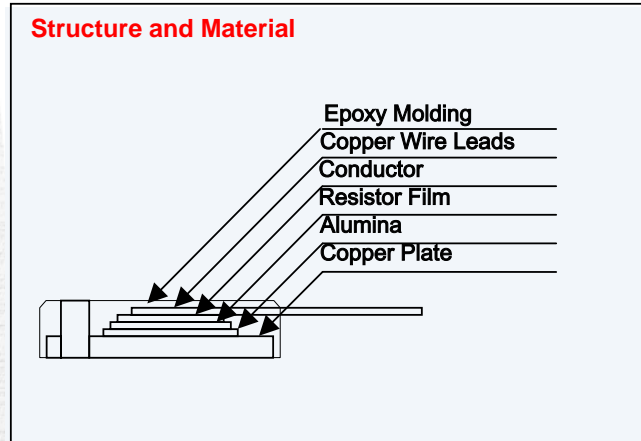 Structure and Material
Epoxy Molding
Copper Wire Leads
Conductor
Resistor Film
Alumina
Copper Plate